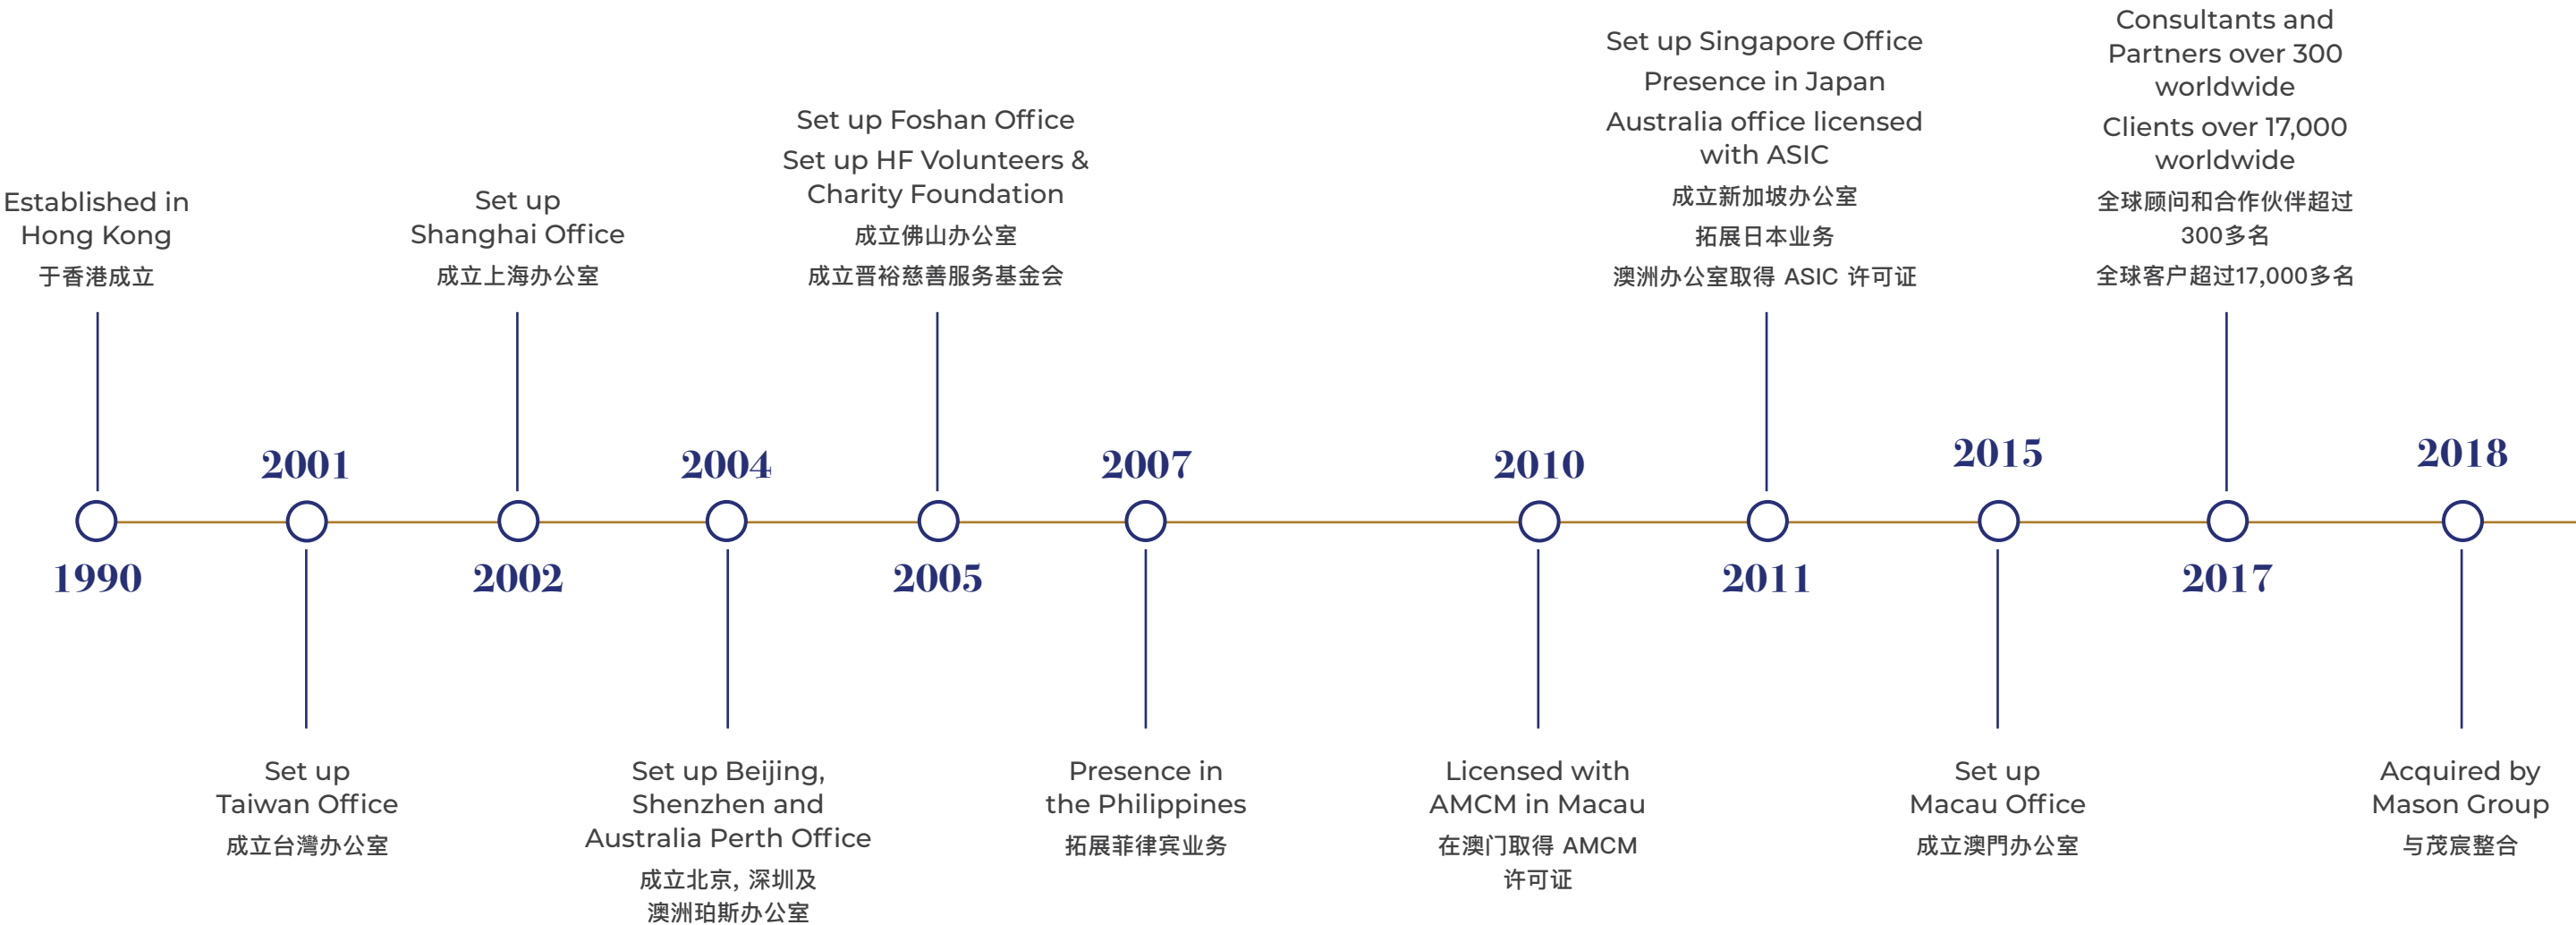 Established in
Hong Kong
于香港成立
1990
2001
Set up
Taiwan Office
成立台灣办公室
Set up
Shanghai Office
成立上海办公室
2002
2004
Set up Beijing,
Shenzhen and
Australia Perth Office
成立北京, 深圳及
澳洲珀斯办公室
Set up Foshan Office
Set up HF Volunteers &
Charity Foundation
成立佛山办公室
成立晋裕慈善服务基金会
2005
2007
Presence in
the Philippines
拓展菲律宾业务
2010
Licensed with
AMCM in Macau
在澳门取得 AMCM
许可证
Set up Singapore Office
Presence in Japan
Australia office licensed
with ASIC
成立新加坡办公室
拓展日本业务
澳洲办公室取得 ASIC 许可证
2011
2015
Set up
Macau Office
成立澳門办公室
Consultants and
Partners over 300
worldwide
Clients over 17,000
worldwide
全球顾问和合作伙伴超过
300多名
全球客户超过17,000多名
2017
2018
Acquired by
Mason Group
与茂宸整合